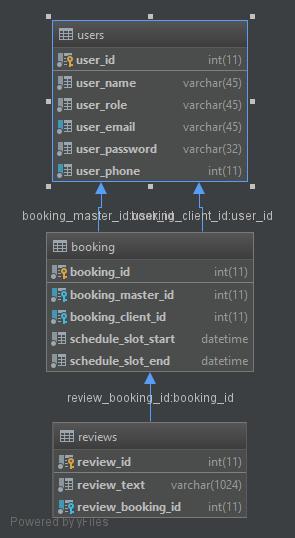 users
user_id int(11)
user_name varchar(45)
user_role varchar(45)
user_email varchar(45)
user_password varchar(32)
user_phone int(11)
booking_master_id:user_id booking_client_id:user_id
booking
booking_id int(11)
booking_master_id int(11)
booking_client_id int(11)
schedule_slot_start datetime
schedule_slot_end datetime
review_booking_id:booking_id
reviews
review_id int(11)
review_text varchar(1024)
review_booking_id int(11)
Powered by yFiles